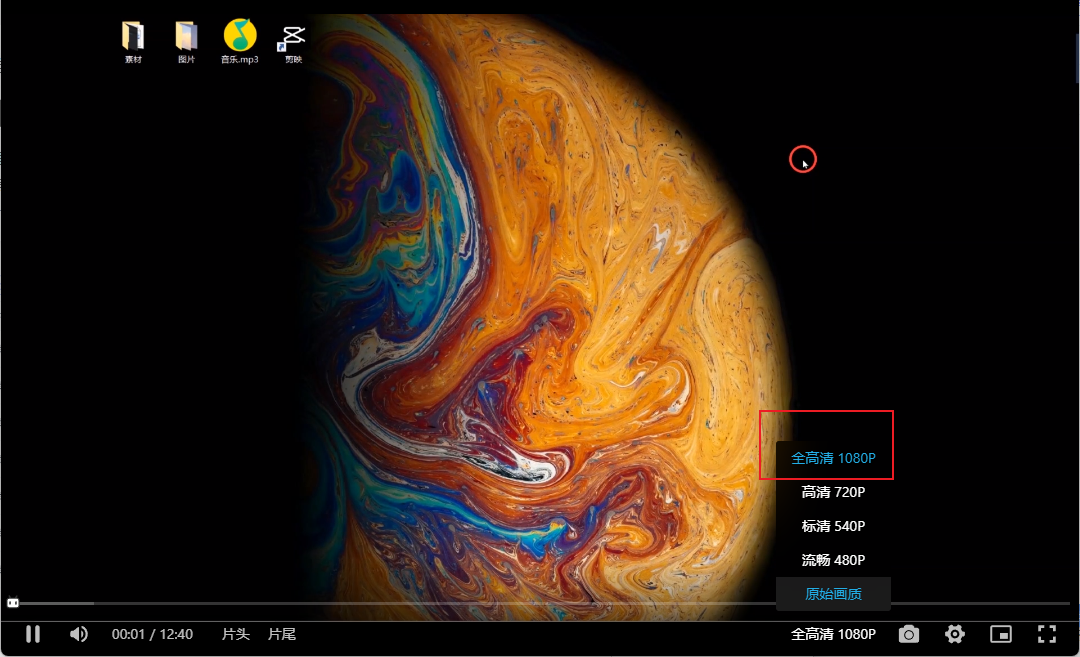 素材
图片
音乐.mp3
剪映
全高清 1080P
高清 720P
标清 540P
流畅 480P
原始画质
00:01 / 12:40
片头
片尾
全高清 1080P